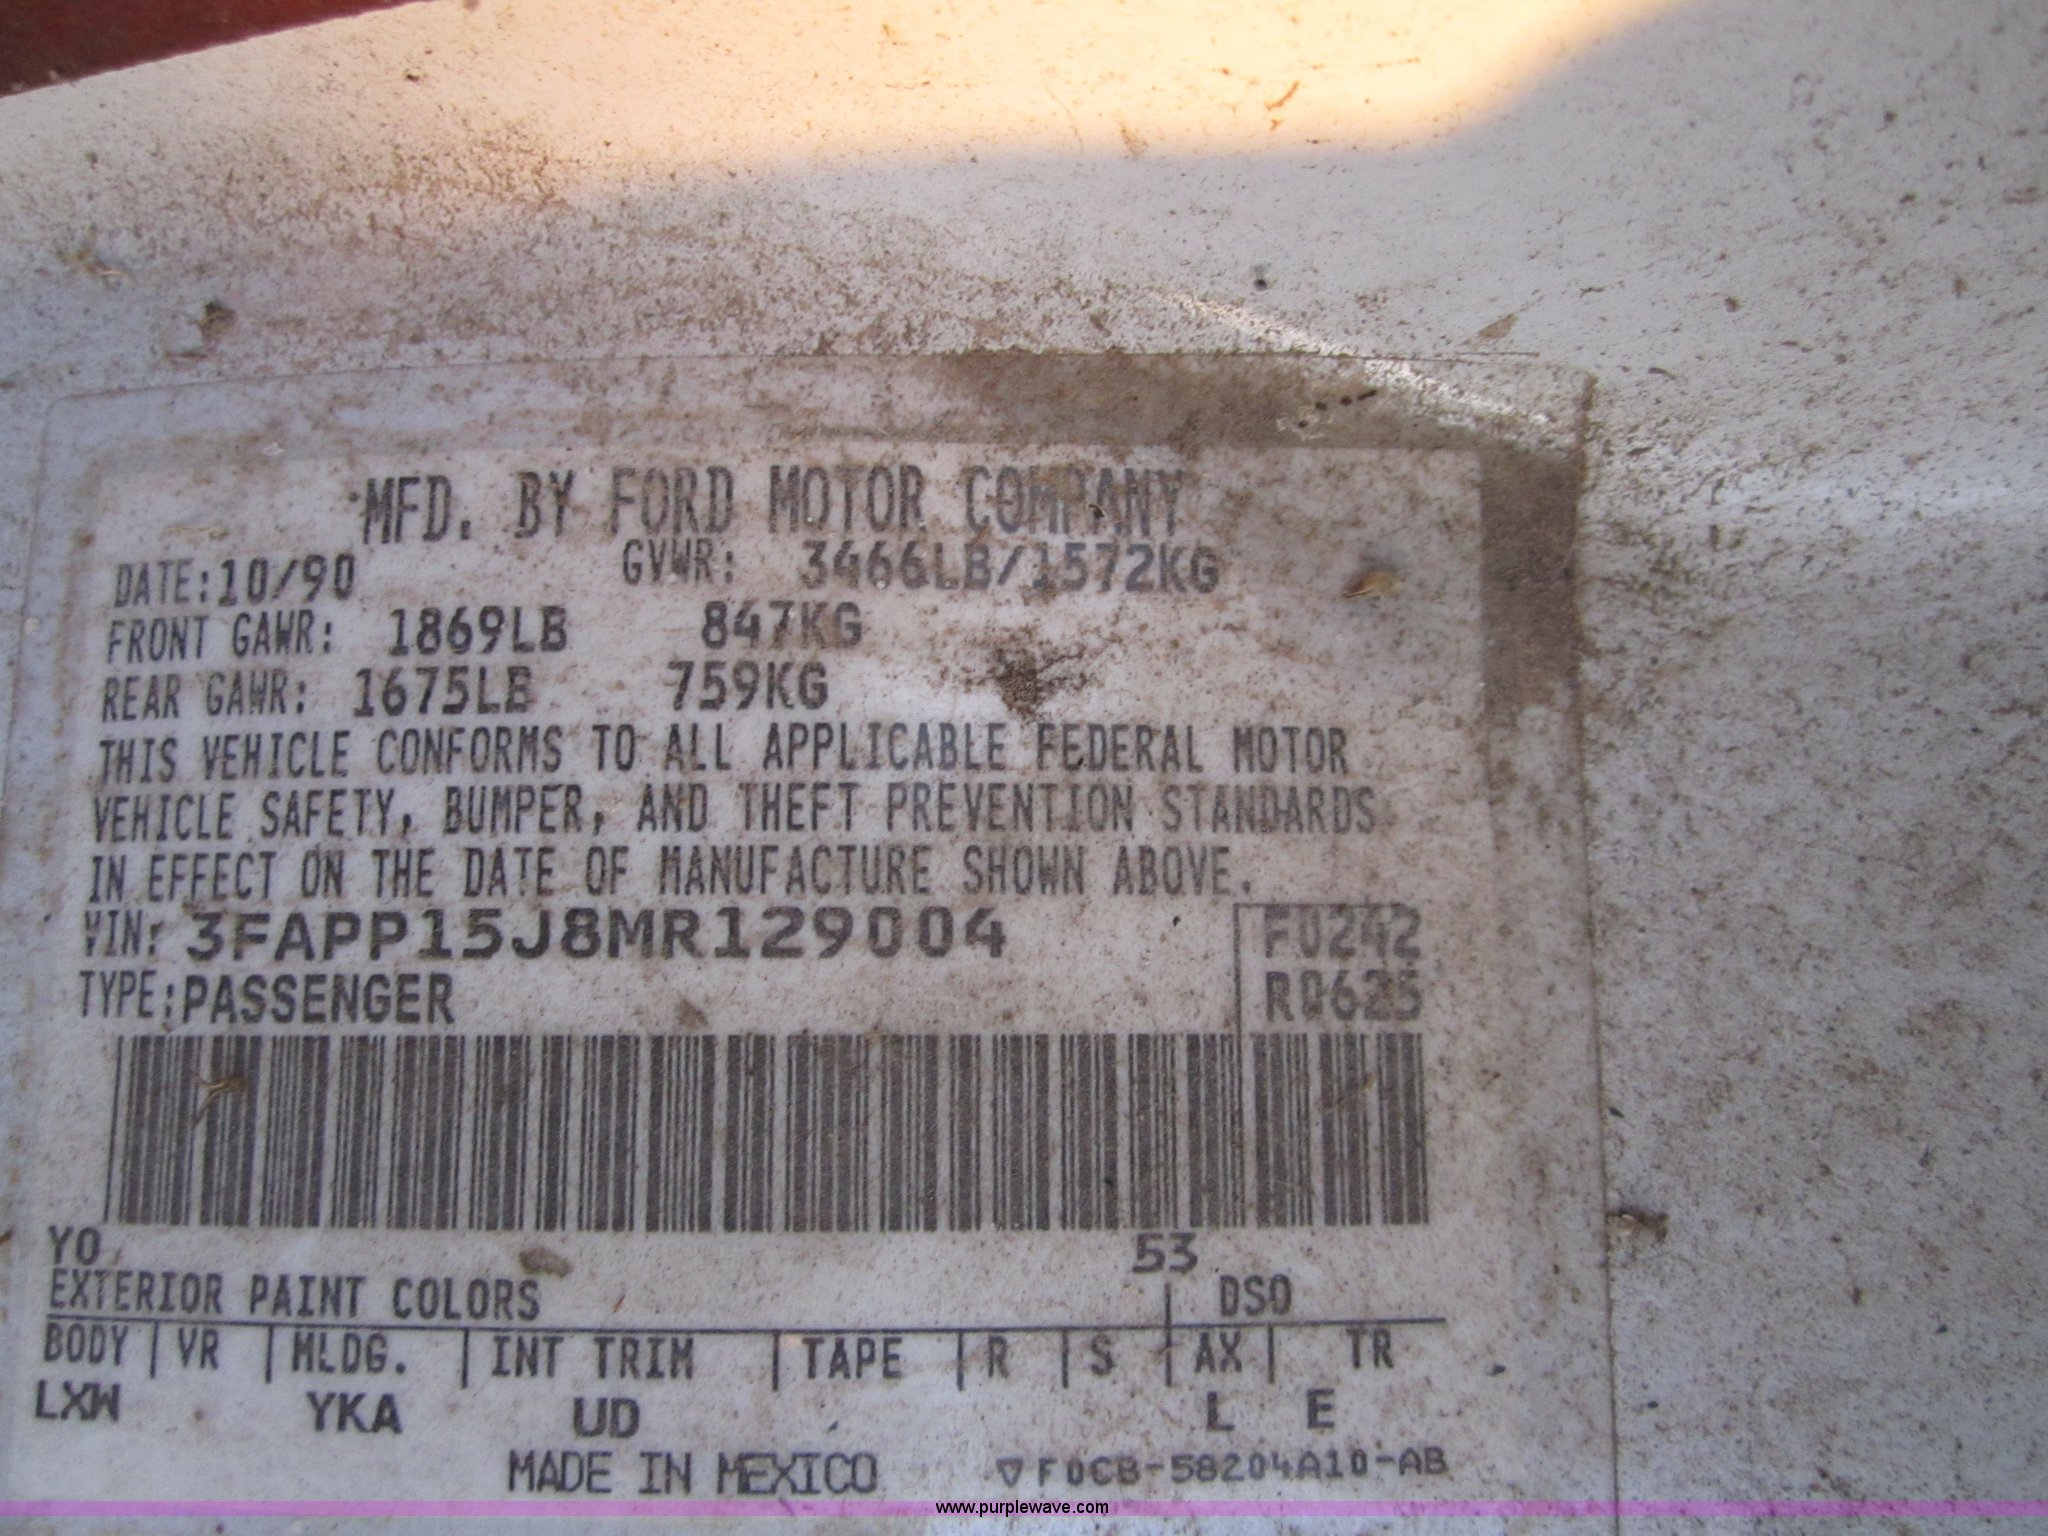 MFD. BY FORD MOTOR COMPANY
DATE:10/90 GVWR: 3466LB/1572KG
FRONT GAWR: 1869LB 847KG
REAR GAWR: 1675LB 759KG
THIS VEHICLE CONFORMS TO ALL APPLICABLE FEDERAL MOTOR
VEHICLE SAFETY, BUMPER, AND THEFT PREVENTION STANDARDS
IN EFFECT ON THE DATE OF MANUFACTURE SHOWN ABOVE.
VIN: 3FAPP15J8MR129004 F0242
TYPE:PASSENGER R0625
YO 53
EXTERIOR PAINT COLORS DSO
BODY VR MLDG. INT TRIM TAPE R S AX TR
LXW YKA UD L E
MADE IN MEXICO ▽F0CB-58204A10-AB
www.purplewave.com